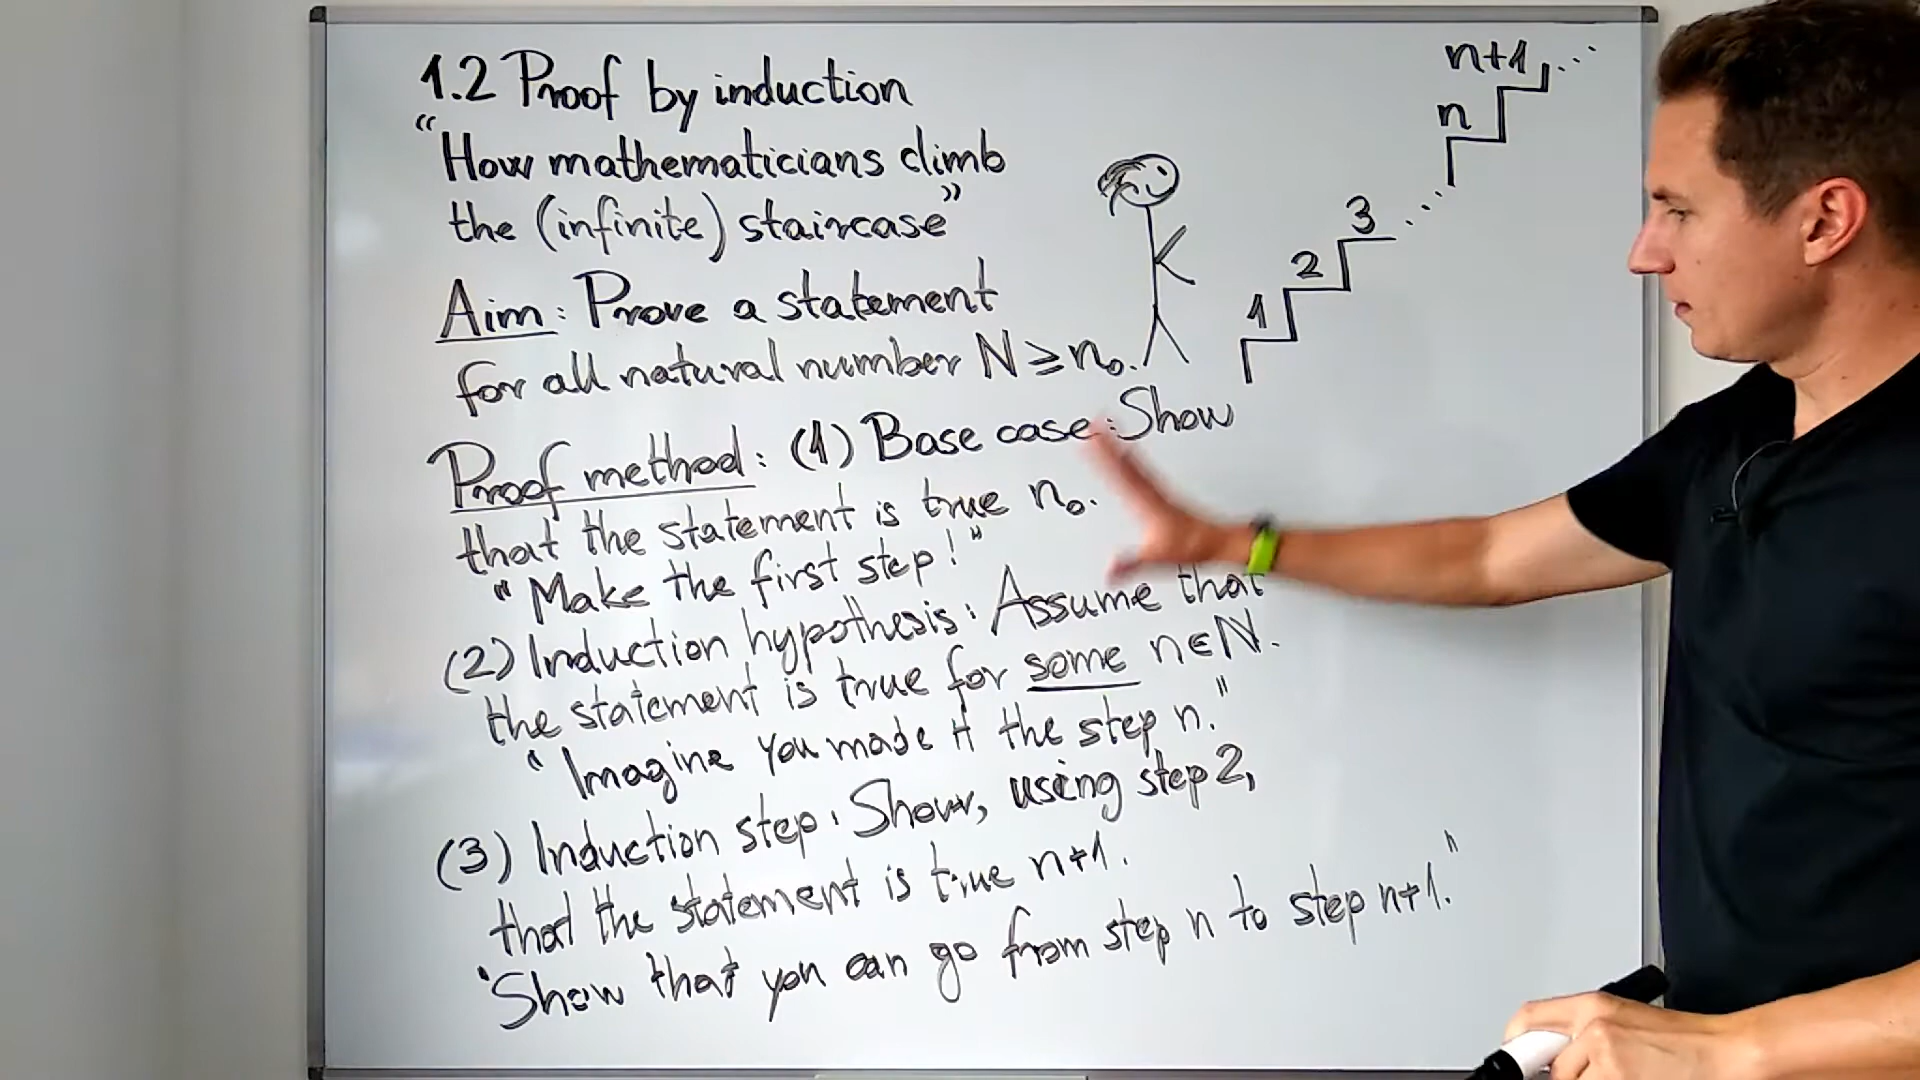 1.2 Proof by induction
"How mathematicians climb
the (infinite) staircase"
Aim: Prove a statement
for all natural number N ≥ n₀.
Proof method: (1) Base case: Show
that the statement is true n₀.
"Make the first step!"
(2) Induction hypothesis: Assume that
the statement is true for some n∈N.
"Imagine you made it the step n."
(3) Induction step: Show, using step 2,
that the statement is true n+1.
"Show that you can go from step n to step n+1."
1
2
3
...
n
n+1
...